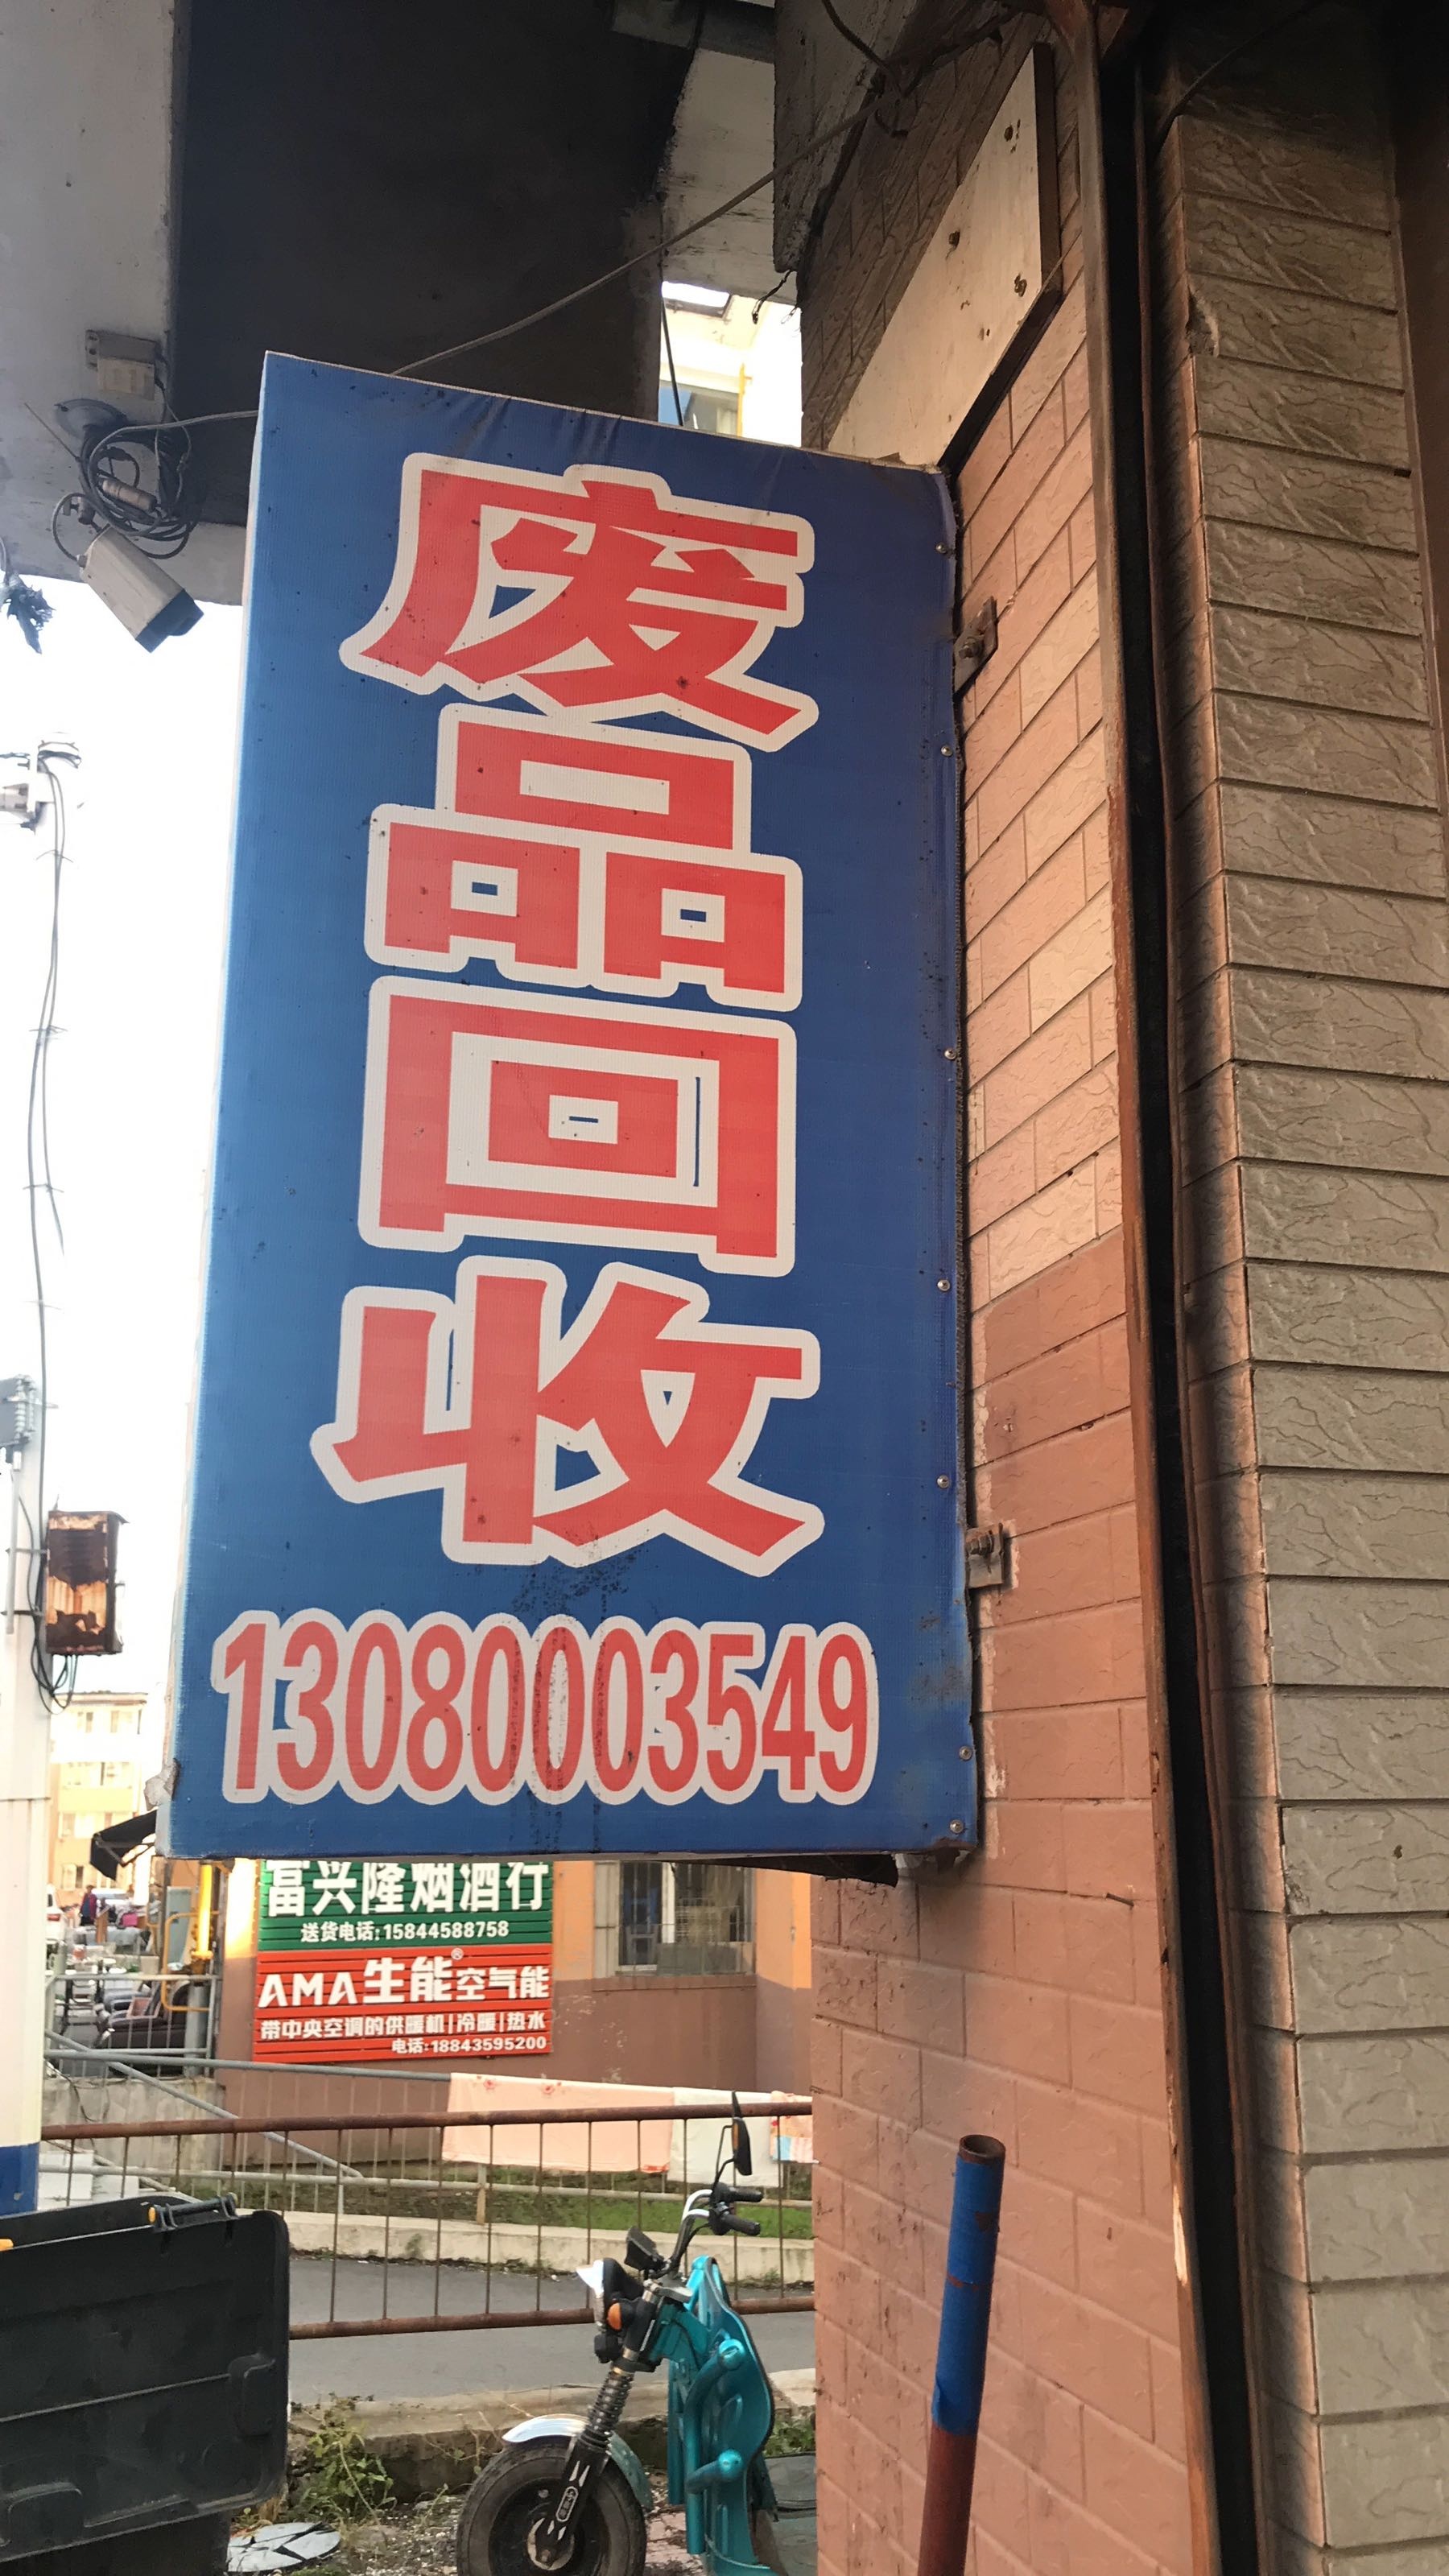 废品回收
13080003549
富兴隆烟酒行
送货电话:15844588758
AMA生能®空气能
带中央空调的供暖机|冷暖|热水
电话:18843595200